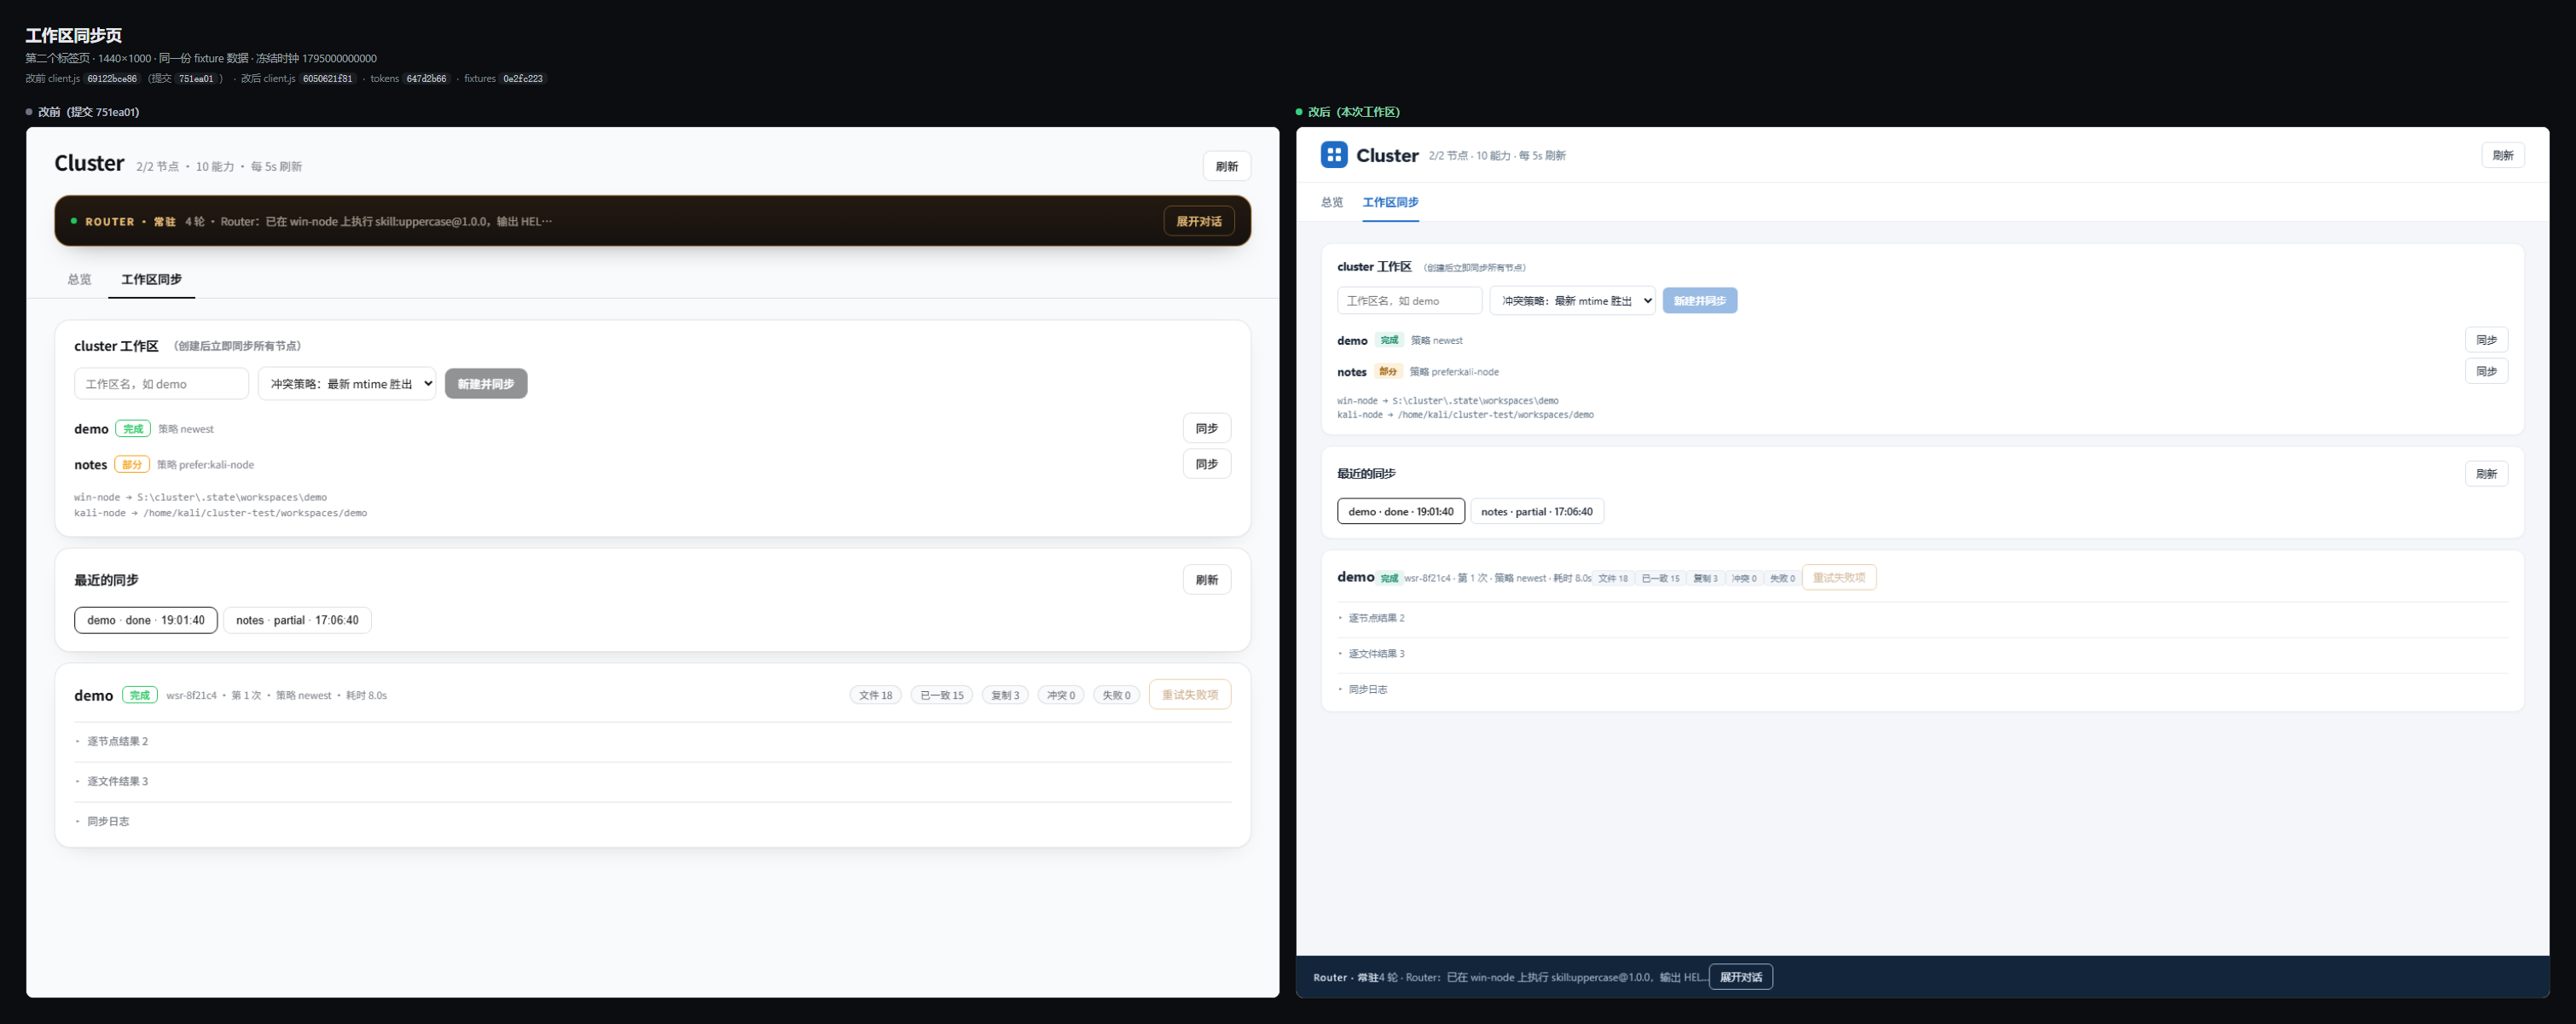 工作区同步页
第二个标签页 · 1440×1000 · 同一份 fixture 数据 · 冻结时钟 1795000000000
改前 client.js 69122bce86 (提交 751ea01) · 改后 client.js 6050621f81 · tokens 647d2b66 · fixtures 0e2fc223
改前 (提交 751ea01)
Cluster 2/2 节点 · 10 能力 · 每 5s 刷新
刷新
ROUTER · 常驻 4 轮 · Router：已在 win-node 上执行 skill:uppercase@1.0.0，输出 HEL…
展开对话
总览 工作区同步
cluster 工作区 （创建后立即同步所有节点）
工作区名，如 demo 冲突策略：最新 mtime 胜出 新建并同步
demo 完成 策略 newest 同步
notes 部分 策略 prefer:kali-node 同步
win-node → S:\cluster\.state\workspaces\demo
kali-node → /home/kali/cluster-test/workspaces/demo
最近的同步 刷新
demo · done · 19:01:40 notes · partial · 17:06:40
demo 完成 wsr-8f21c4 · 第 1 次 · 策略 newest · 耗时 8.0s 文件 18 已一致 15 复制 3 冲突 0 失败 0 重试失败项
逐节点结果 2
逐文件结果 3
同步日志
改后 (本次工作区)
Cluster 2/2 节点 · 10 能力 · 每 5s 刷新
刷新
总览 工作区同步
cluster 工作区 （创建后立即同步所有节点）
工作区名，如 demo 冲突策略：最新 mtime 胜出 新建并同步
demo 完成 策略 newest 同步
notes 部分 策略 prefer:kali-node 同步
win-node → S:\cluster\.state\workspaces\demo
kali-node → /home/kali/cluster-test/workspaces/demo
最近的同步 刷新
demo · done · 19:01:40 notes · partial · 17:06:40
demo 完成 wsr-8f21c4 · 第 1 次 · 策略 newest · 耗时 8.0s 文件 18 已一致 15 复制 3 冲突 0 失败 0 重试失败项
逐节点结果 2
逐文件结果 3
同步日志
Router · 常驻 4 轮 · Router：已在 win-node 上执行 skill:uppercase@1.0.0，输出 HEL… 展开对话